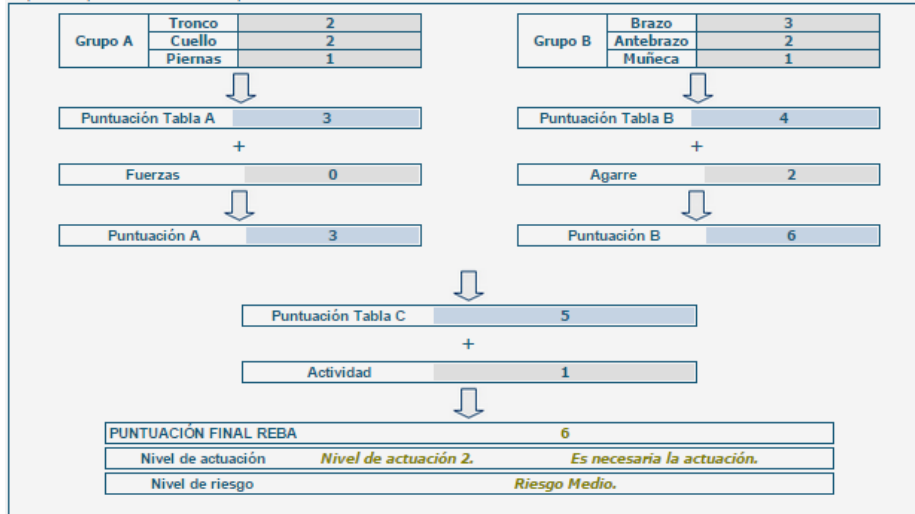 Grupo A
Tronco 2
Cuello 2
Piernas 1
Grupo B
Brazo 3
Antebrazo 2
Muñeca 1
Puntuación Tabla A 3
Puntuación Tabla B 4
+
+
Fuerzas 0
Agarre 2
Puntuación A 3
Puntuación B 6
Puntuación Tabla C 5
+
Actividad 1
PUNTUACIÓN FINAL REBA 6
Nivel de actuación Nivel de actuación 2. Es necesaria la actuación.
Nivel de riesgo Riesgo Medio.